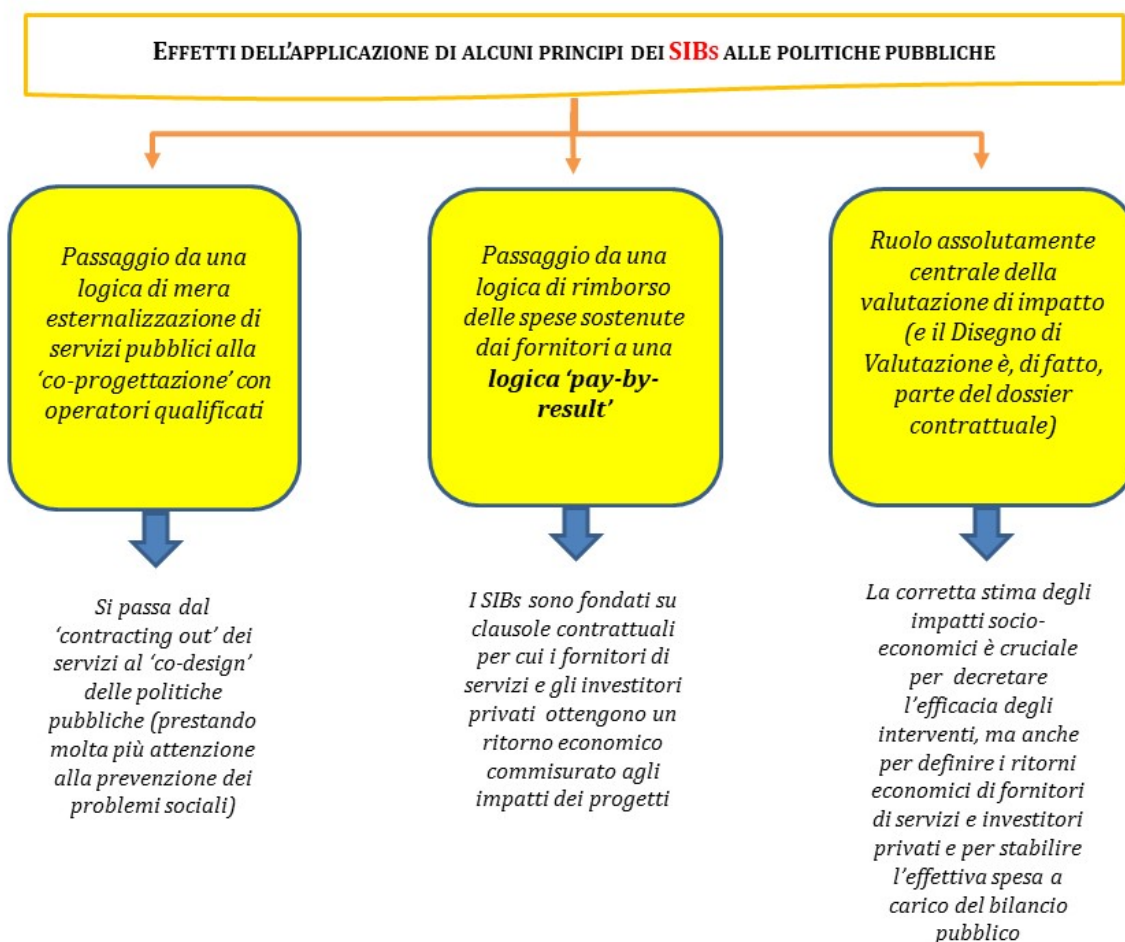 EFFETTI DELL'APPLICAZIONE DI ALCUNI PRINCIPI DEI SIBS ALLE POLITICHE PUBBLICHE
Passaggio da una
logica di mera
esternalizzazione di
servizi pubblici alla
‘co-progettazione’ con
operatori qualificati
Passaggio da una
logica di rimborso
delle spese sostenute
dai fornitori a una
logica ‘pay-by-
result’
Ruolo assolutamente
centrale della
valutazione di impatto
(e il Disegno di
Valutazione è, di fatto,
parte del dossier
contrattuale)
Si passa dal
‘contracting out’ dei
servizi al ‘co-design’
delle politiche
pubbliche (prestando
molta più attenzione
alla prevenzione dei
problemi sociali)
I SIBs sono fondati su
clausole contrattuali
per cui i fornitori di
servizi e gli investitori
privati ottengono un
ritorno economico
commisurato agli
impatti dei progetti
La corretta stima degli
impatti socio-
economici è cruciale
per decretare
l’efficacia degli
interventi, ma anche
per definire i ritorni
economici di fornitori
di servizi e investitori
privati e per stabilire
l’effettiva spesa a
carico del bilancio
pubblico